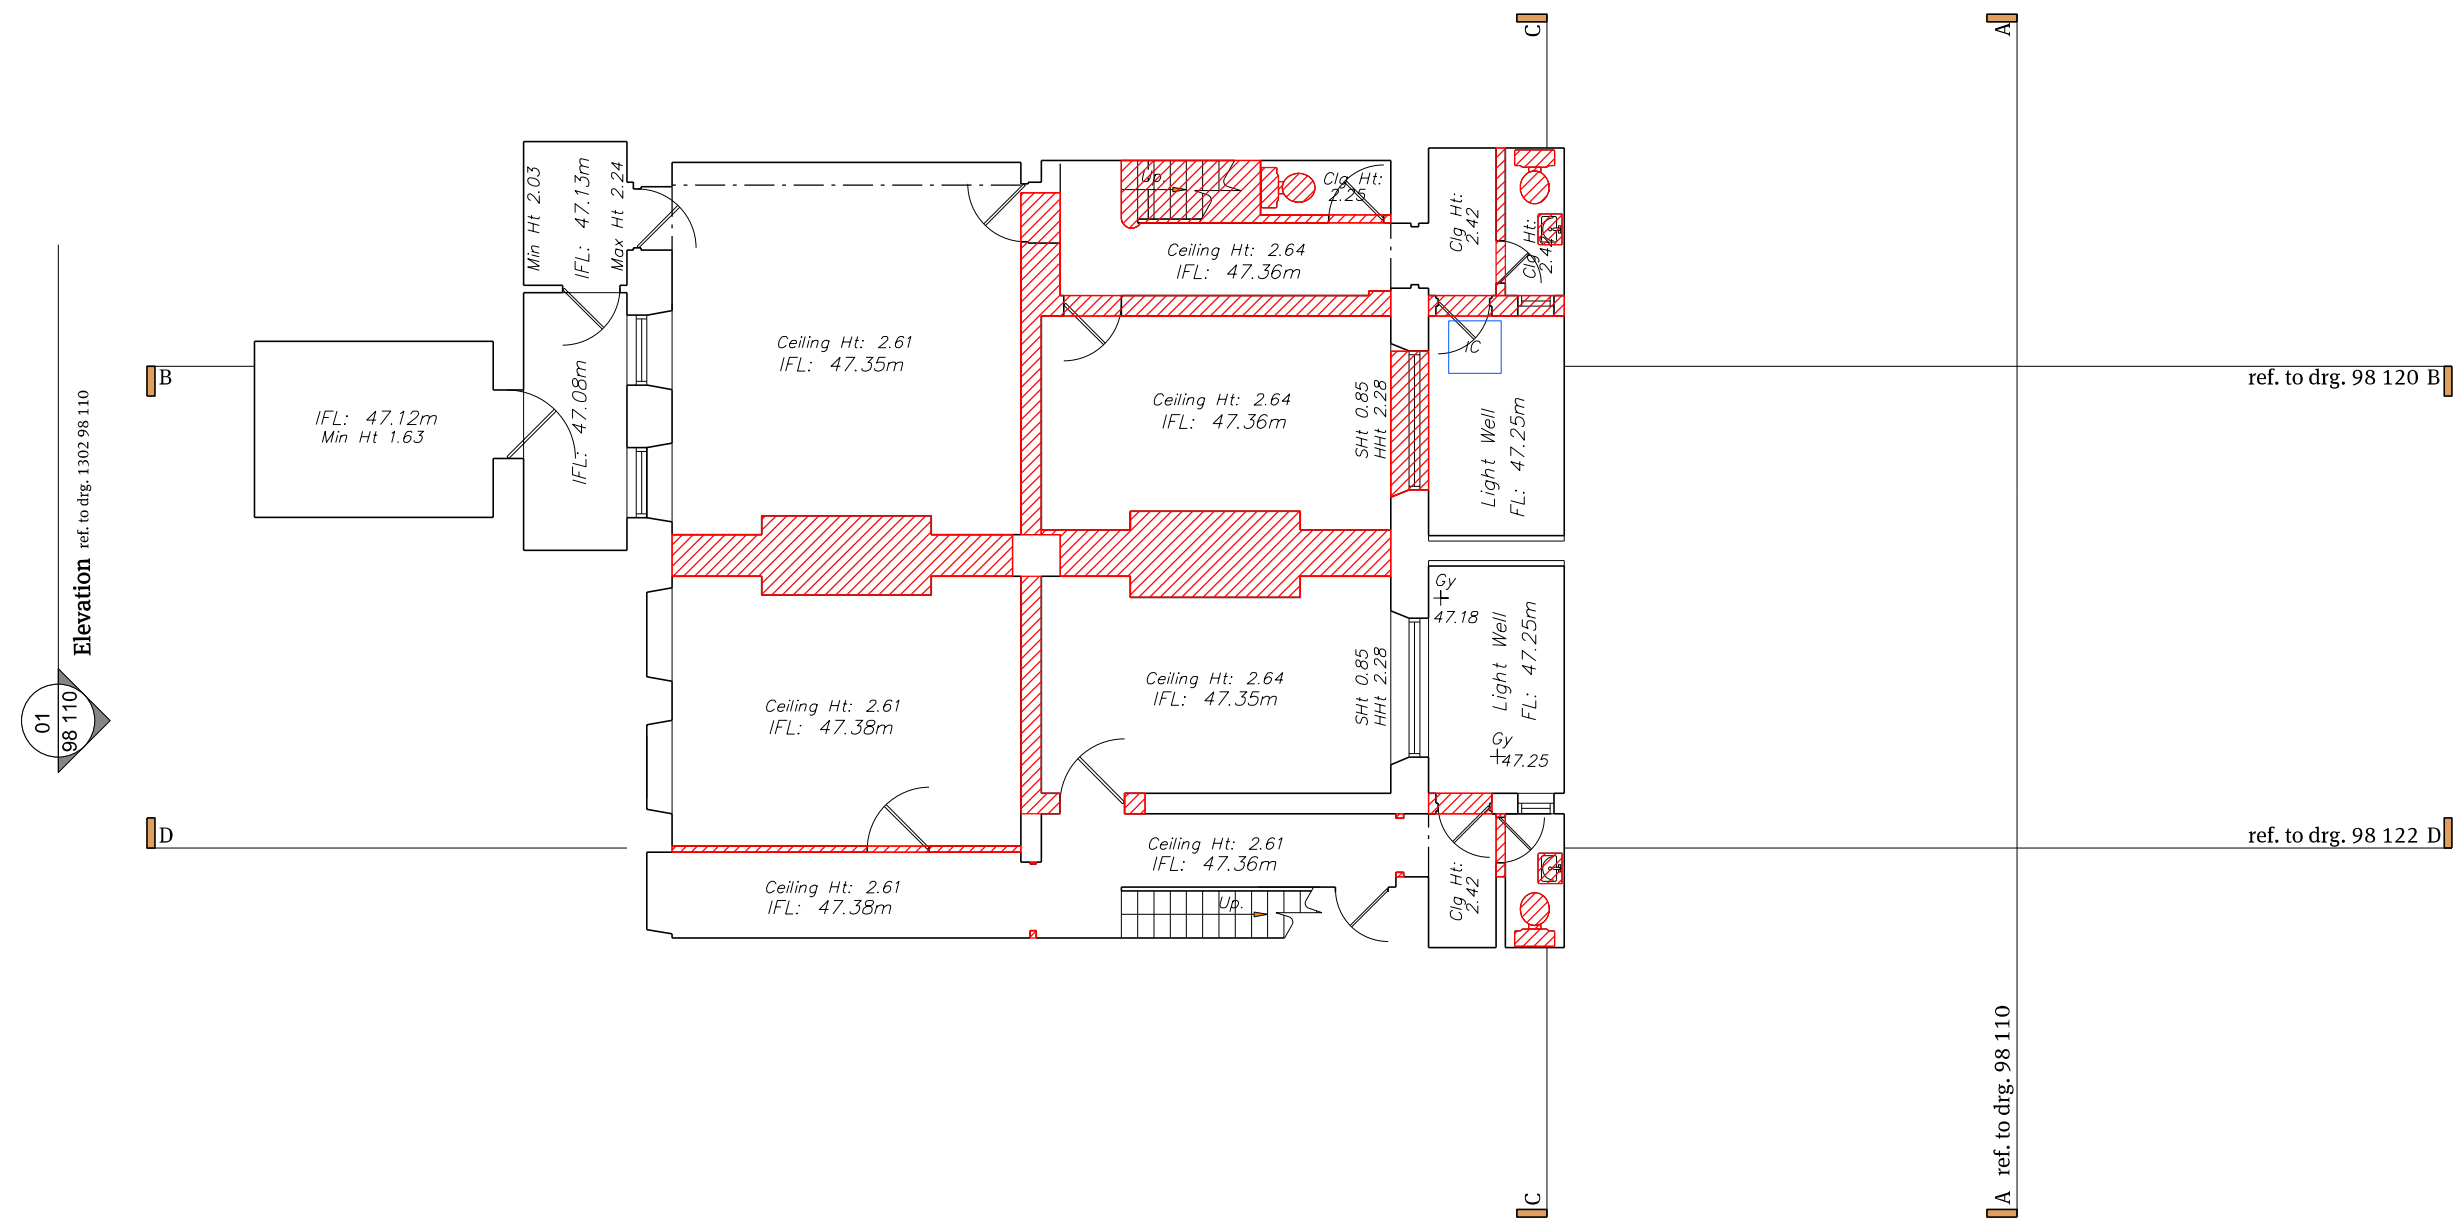 C
A
Min Ht 2.03
IFL: 47.13m
Max Ht 2.24
Up.
Clg Ht:
2.25
Clg Ht:
2.42
Clg Ht:
2.42
Ceiling Ht: 2.64
IFL: 47.36m
Ceiling Ht: 2.61
IFL: 47.35m
IC
B
ref. to drg. 98 120 B
IFL: 47.12m
Min Ht 1.63
IFL: 47.08m
Ceiling Ht: 2.64
IFL: 47.36m
SHt 0.85
HHt 2.28
Light Well
FL: 47.25m
Elevation ref. to drg. 1302 98 110
01
98 110
Gy
47.18
Ceiling Ht: 2.61
IFL: 47.38m
Ceiling Ht: 2.64
IFL: 47.35m
SHt 0.85
HHt 2.28
Light Well
FL: 47.25m
Gy
47.25
D
ref. to drg. 98 122 D
Ceiling Ht: 2.61
IFL: 47.36m
Ceiling Ht: 2.61
IFL: 47.38m
Up.
Clg Ht:
2.42
C
A ref. to drg. 98 110